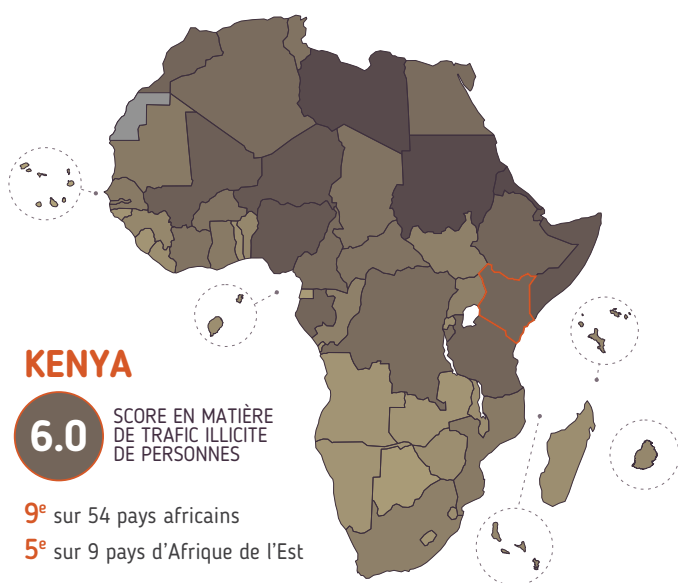 KENYA
6.0
SCORE EN MATIÈRE
DE TRAFIC ILLICITE
DE PERSONNES
9e sur 54 pays africains
5e sur 9 pays d'Afrique de l'Est